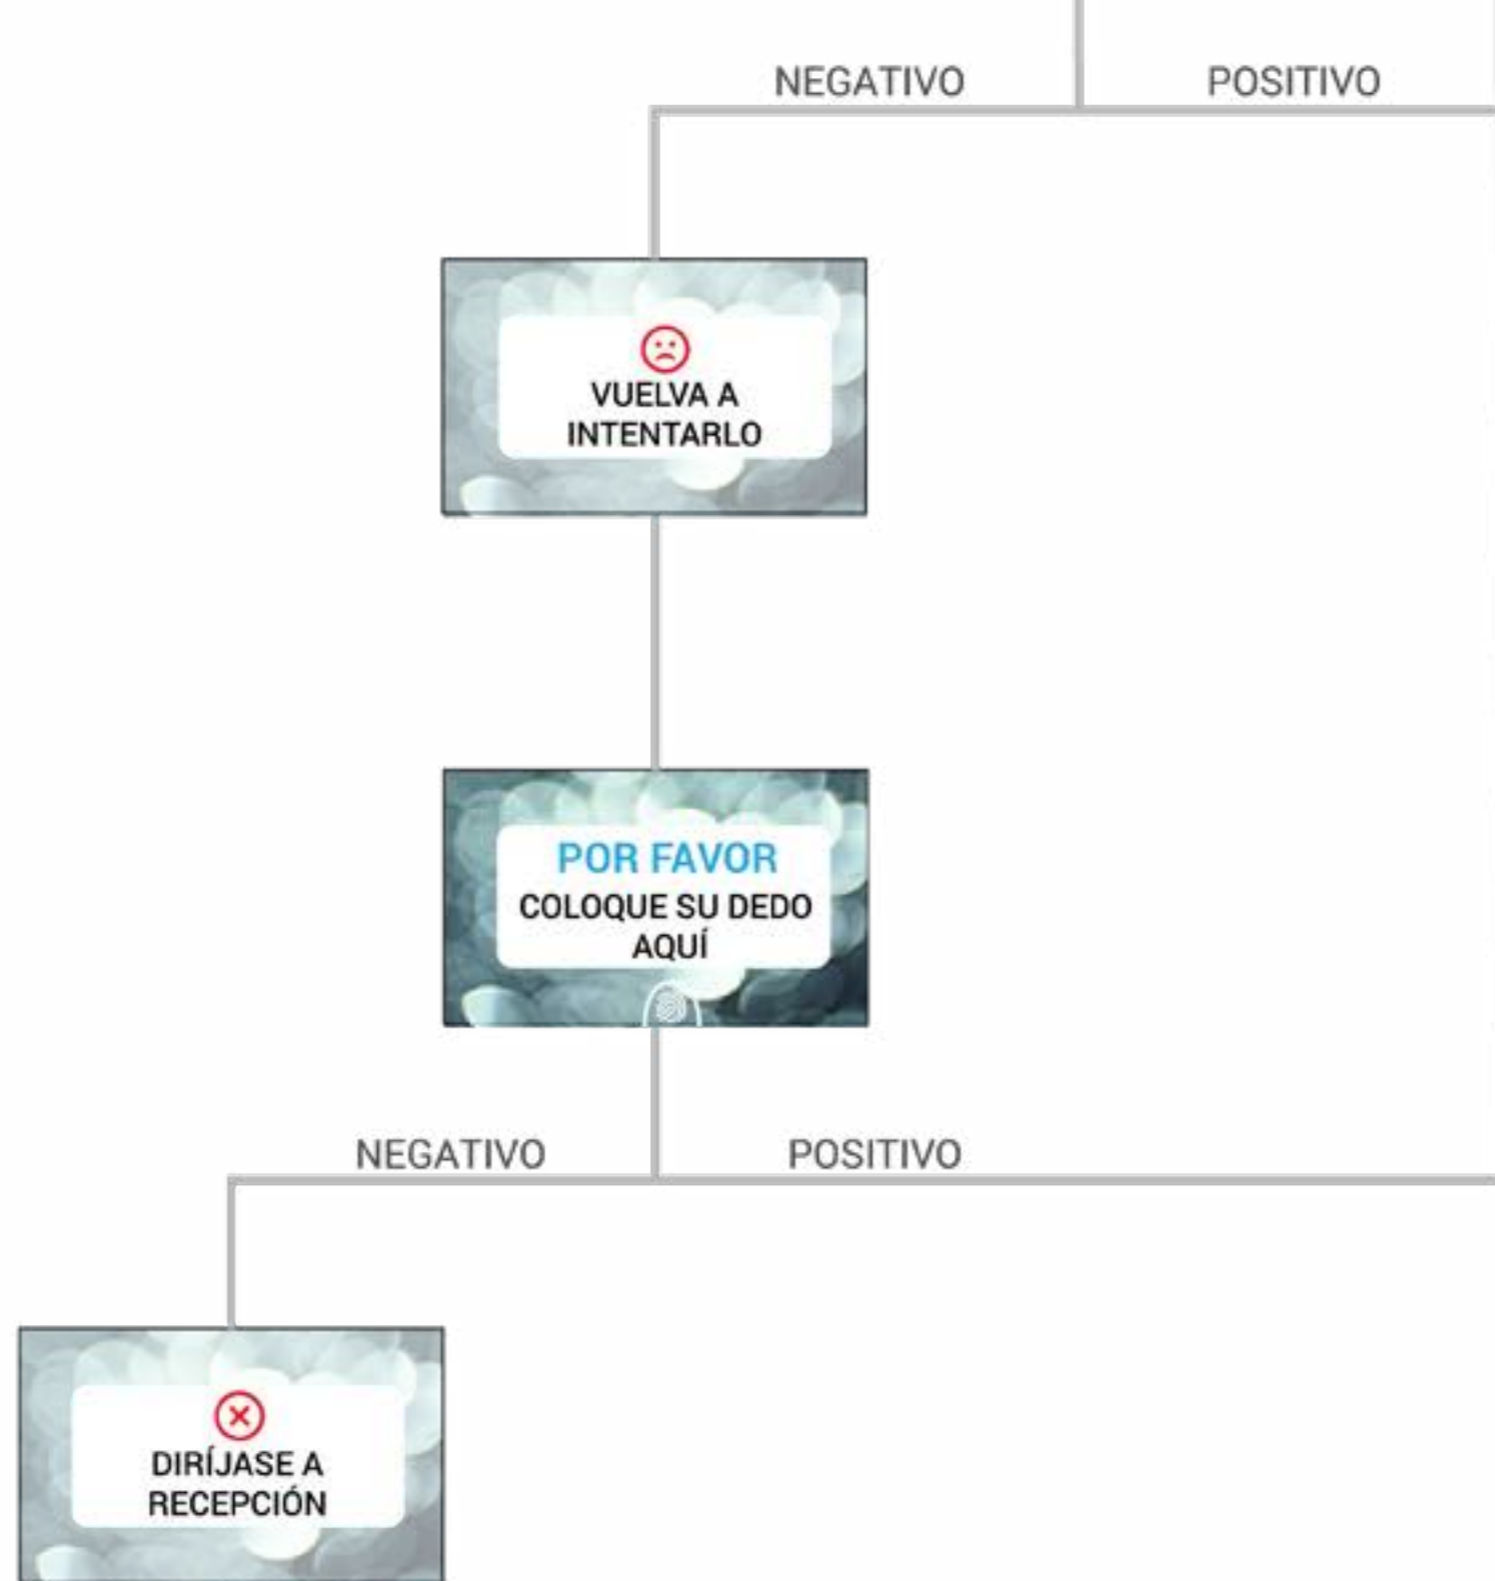 NEGATIVO
POSITIVO
VUELVA A
INTENTARLO
POR FAVOR
COLOQUE SU DEDO
AQUÍ
NEGATIVO
POSITIVO
DIRÍJASE A
RECEPCIÓN